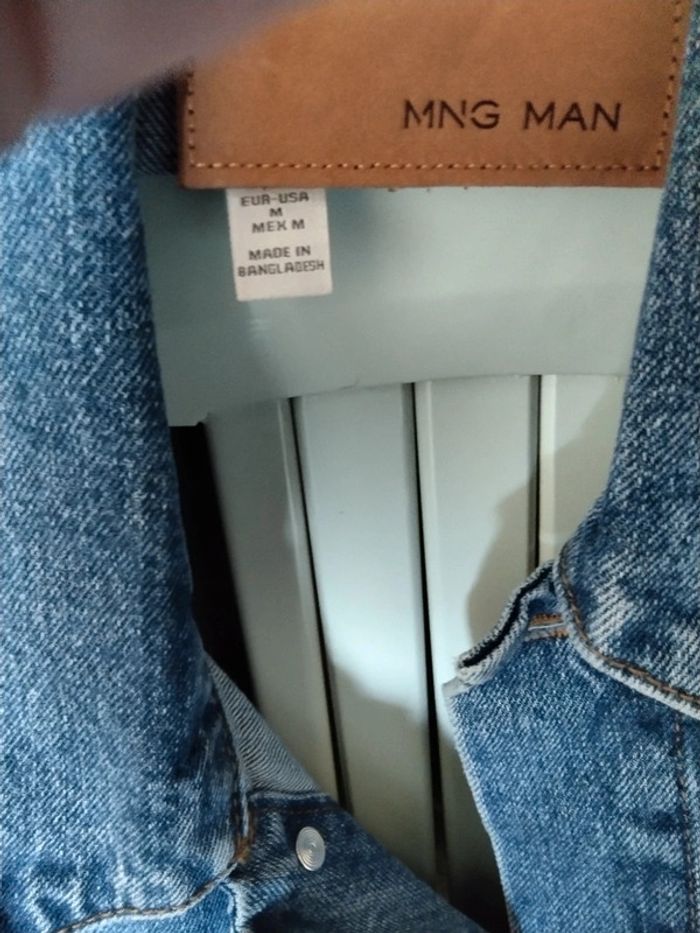 MNG MAN
EUR-USA
M
MEX M
MADE IN
BANGLADESH